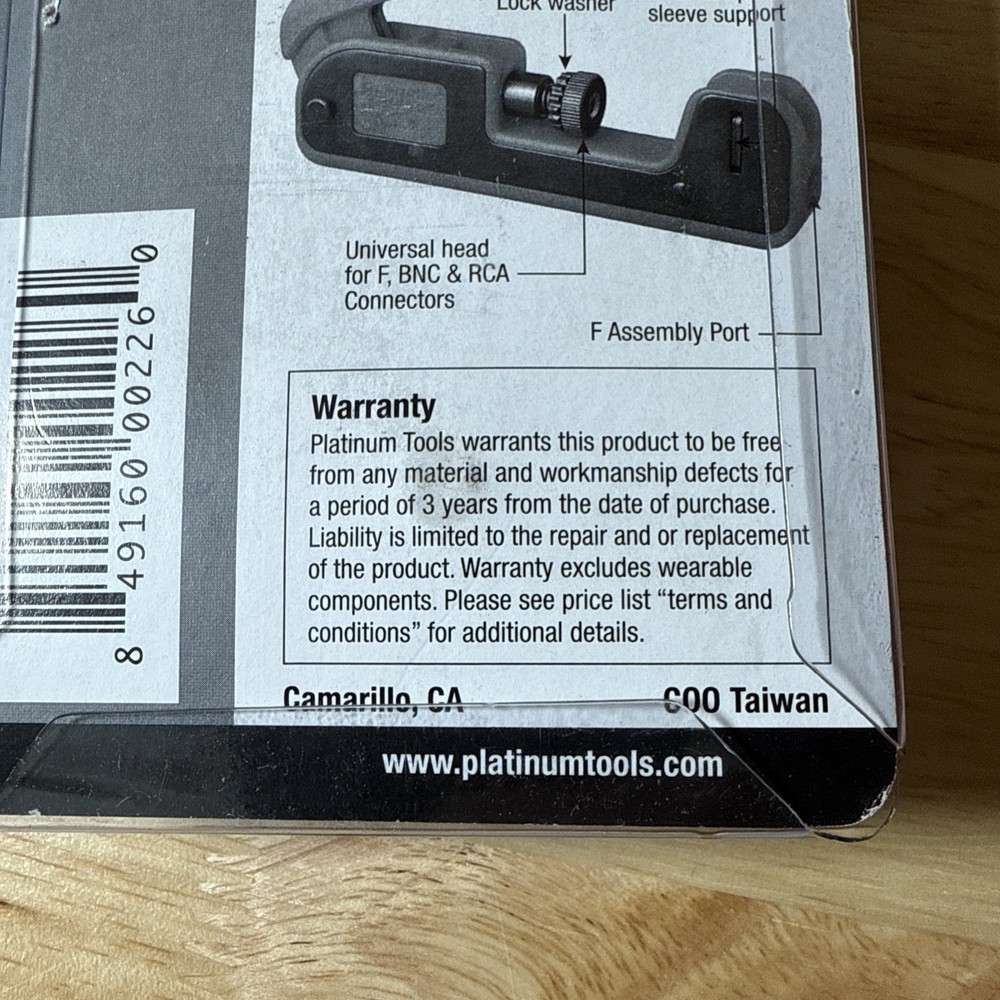 Lock washer
sleeve support
Universal head
for F, BNC & RCA
Connectors
F Assembly Port
Warranty
Platinum Tools warrants this product to be free
from any material and workmanship defects for
a period of 3 years from the date of purchase.
Liability is limited to the repair and or replacement
of the product. Warranty excludes wearable
components. Please see price list “terms and
conditions” for additional details.
Camarillo, CA
COO Taiwan
www.platinumtools.com
8 49160 00226 0